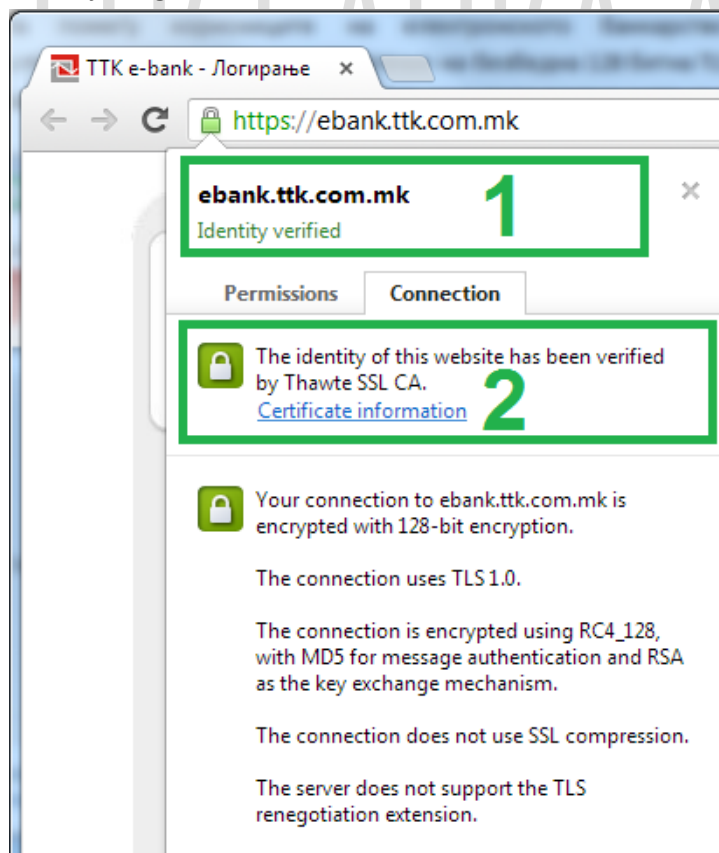 TTK e-bank - Логирање
https://ebank.ttk.com.mk
ebank.ttk.com.mk
1
Identity verified
Permissions Connection
The identity of this website has been verified
by Thawte SSL CA.
Certificate information
2
Your connection to ebank.ttk.com.mk is
encrypted with 128-bit encryption.
The connection uses TLS 1.0.
The connection is encrypted using RC4_128,
with MD5 for message authentication and RSA
as the key exchange mechanism.
The connection does not use SSL compression.
The server does not support the TLS
renegotiation extension.